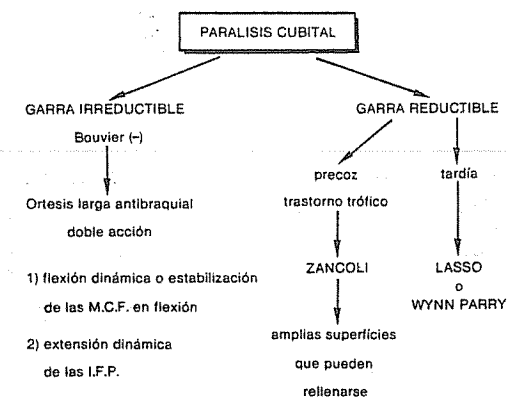 PARALISIS CUBITAL
GARRA IRREDUCTIBLE
Bouvier (-)
Ortesis larga antibraquial
doble acción
1) flexión dinámica o estabilización
de las M.C.F. en flexión
2) extensión dinámica
de las I.F.P.
GARRA REDUCTIBLE
precoz
trastorno trófico
ZANCOLI
amplias superfícies
que pueden
rellenarse
tardía
LASSO
o
WYNN PARRY